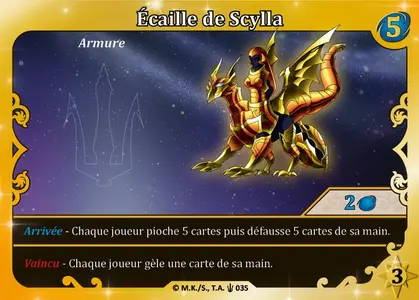 Écaille de Scylla
5
Armure
2
Arrivée - Chaque joueur pioche 5 cartes puis défausse 5 cartes de sa main.
Vaincu - Chaque joueur gèle une carte de sa main.
3
© M.K./S., T.A. 035